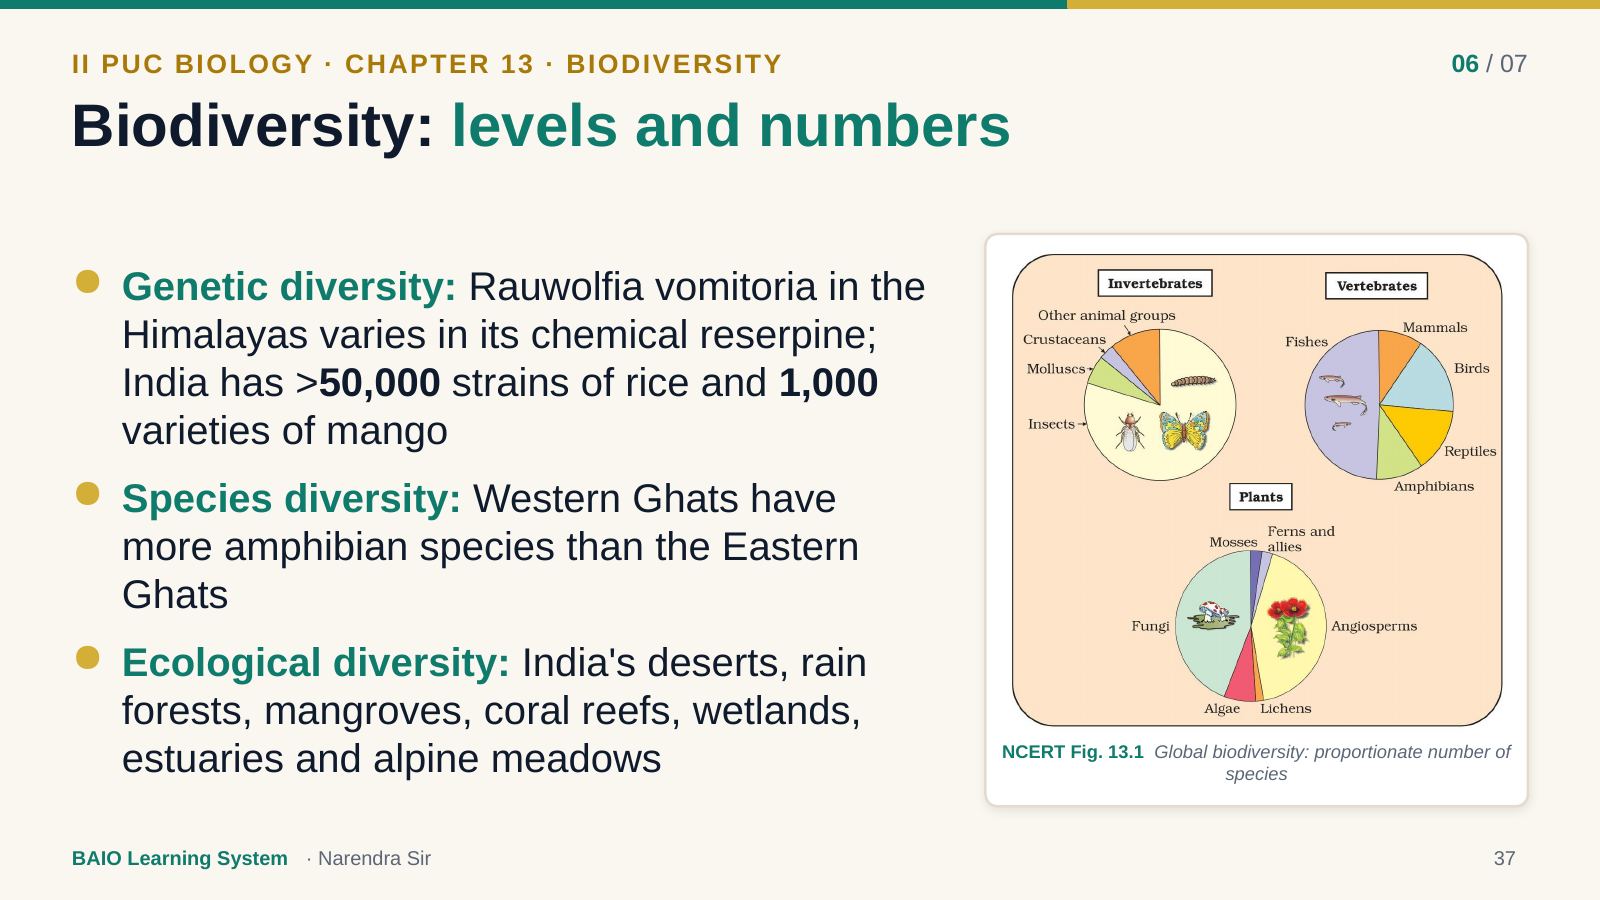 II PUC BIOLOGY · CHAPTER 13 · BIODIVERSITY
06 / 07
Biodiversity: levels and numbers
Genetic diversity: Rauwolfia vomitoria in the
Himalayas varies in its chemical reserpine;
India has >50,000 strains of rice and 1,000
varieties of mango
Species diversity: Western Ghats have
more amphibian species than the Eastern
Ghats
Ecological diversity: India's deserts, rain
forests, mangroves, coral reefs, wetlands,
estuaries and alpine meadows
Invertebrates
Other animal groups
Crustaceans
Molluscs
Insects
Vertebrates
Mammals
Fishes
Birds
Reptiles
Amphibians
Plants
Mosses
Ferns and
allies
Fungi
Angiosperms
Algae
Lichens
NCERT Fig. 13.1 Global biodiversity: proportionate number of
species
BAIO Learning System · Narendra Sir
37